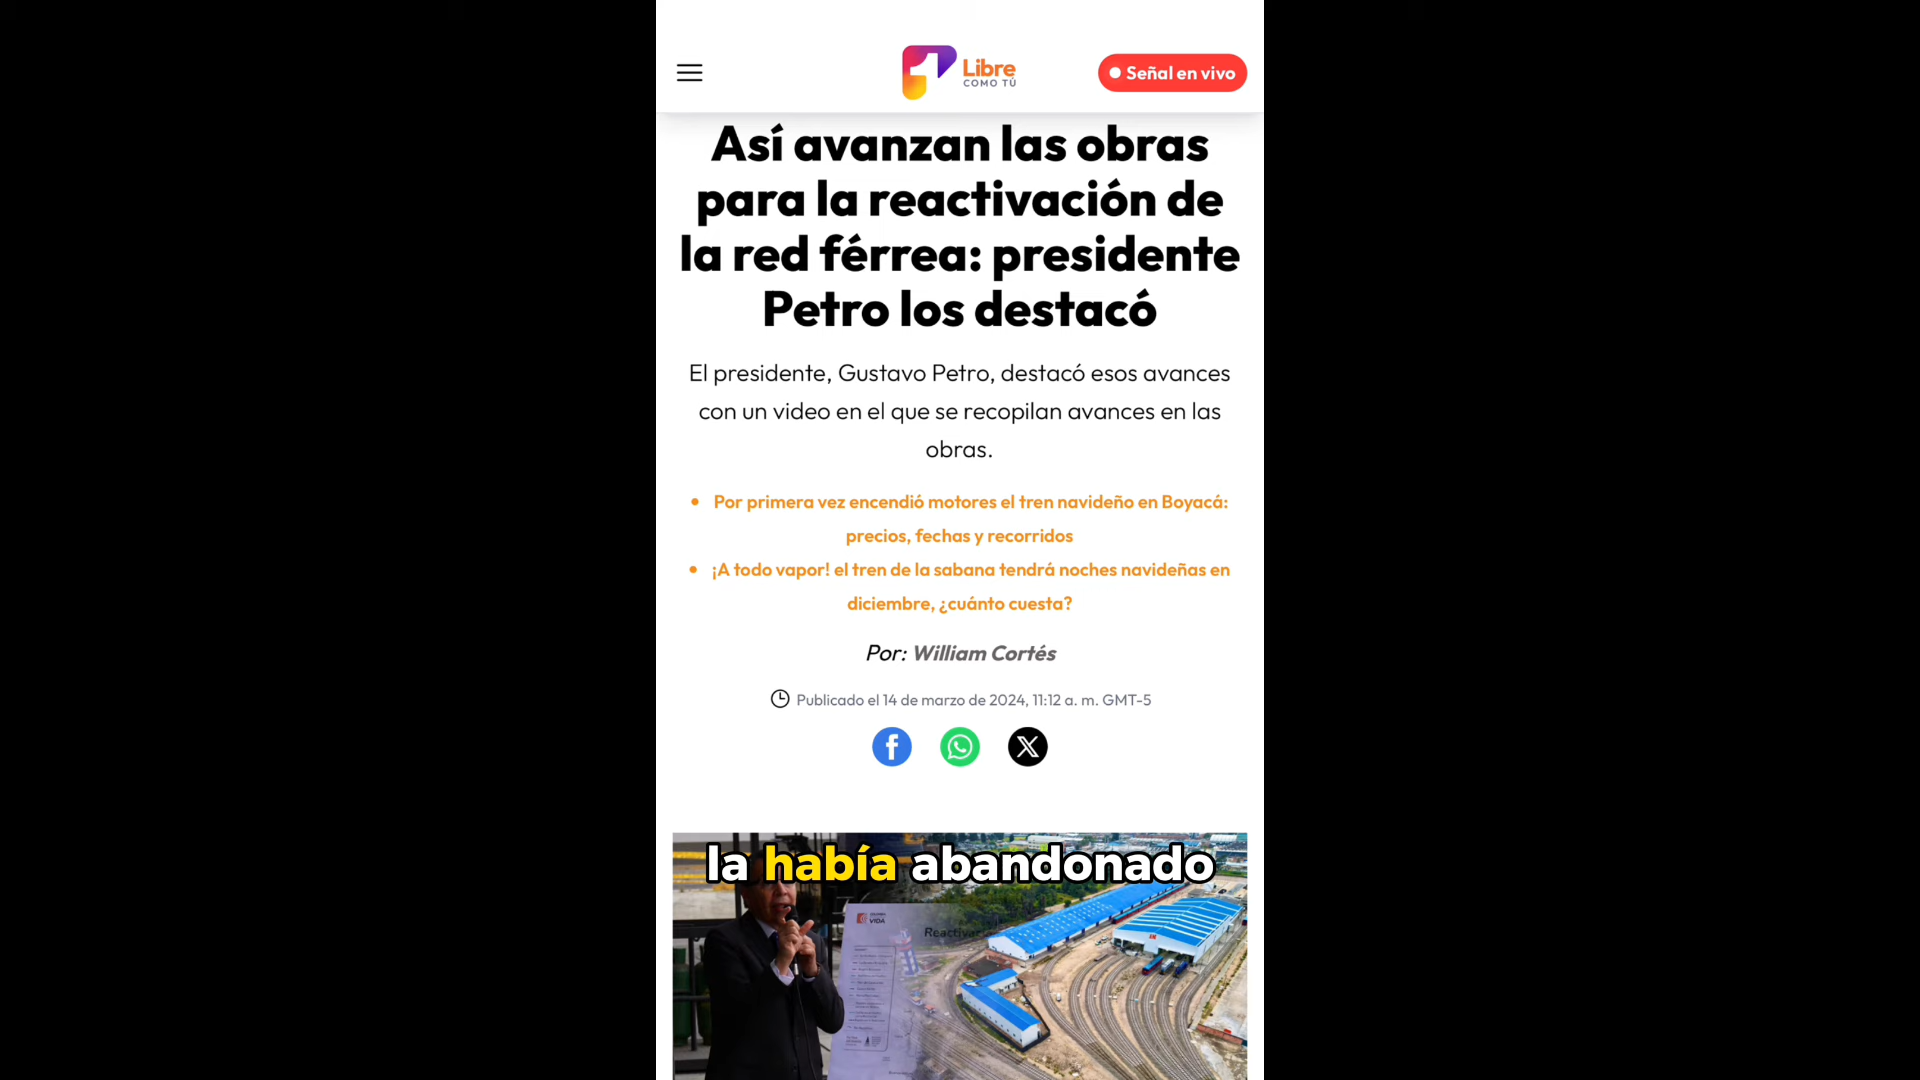 Libre
COMO TÚ
Señal en vivo
Así avanzan las obras
para la reactivación de
la red férrea: presidente
Petro los destacó
El presidente, Gustavo Petro, destacó esos avances
con un video en el que se recopilan avances en las
obras.
• Por primera vez encendió motores el tren navideño en Boyacá:
precios, fechas y recorridos
• ¡A todo vapor! el tren de la sabana tendrá noches navideñas en
diciembre, ¿cuánto cuesta?
Por: William Cortés
Publicado el 14 de marzo de 2024, 11:12 a. m. GMT-5
la había abandonado
VIDA